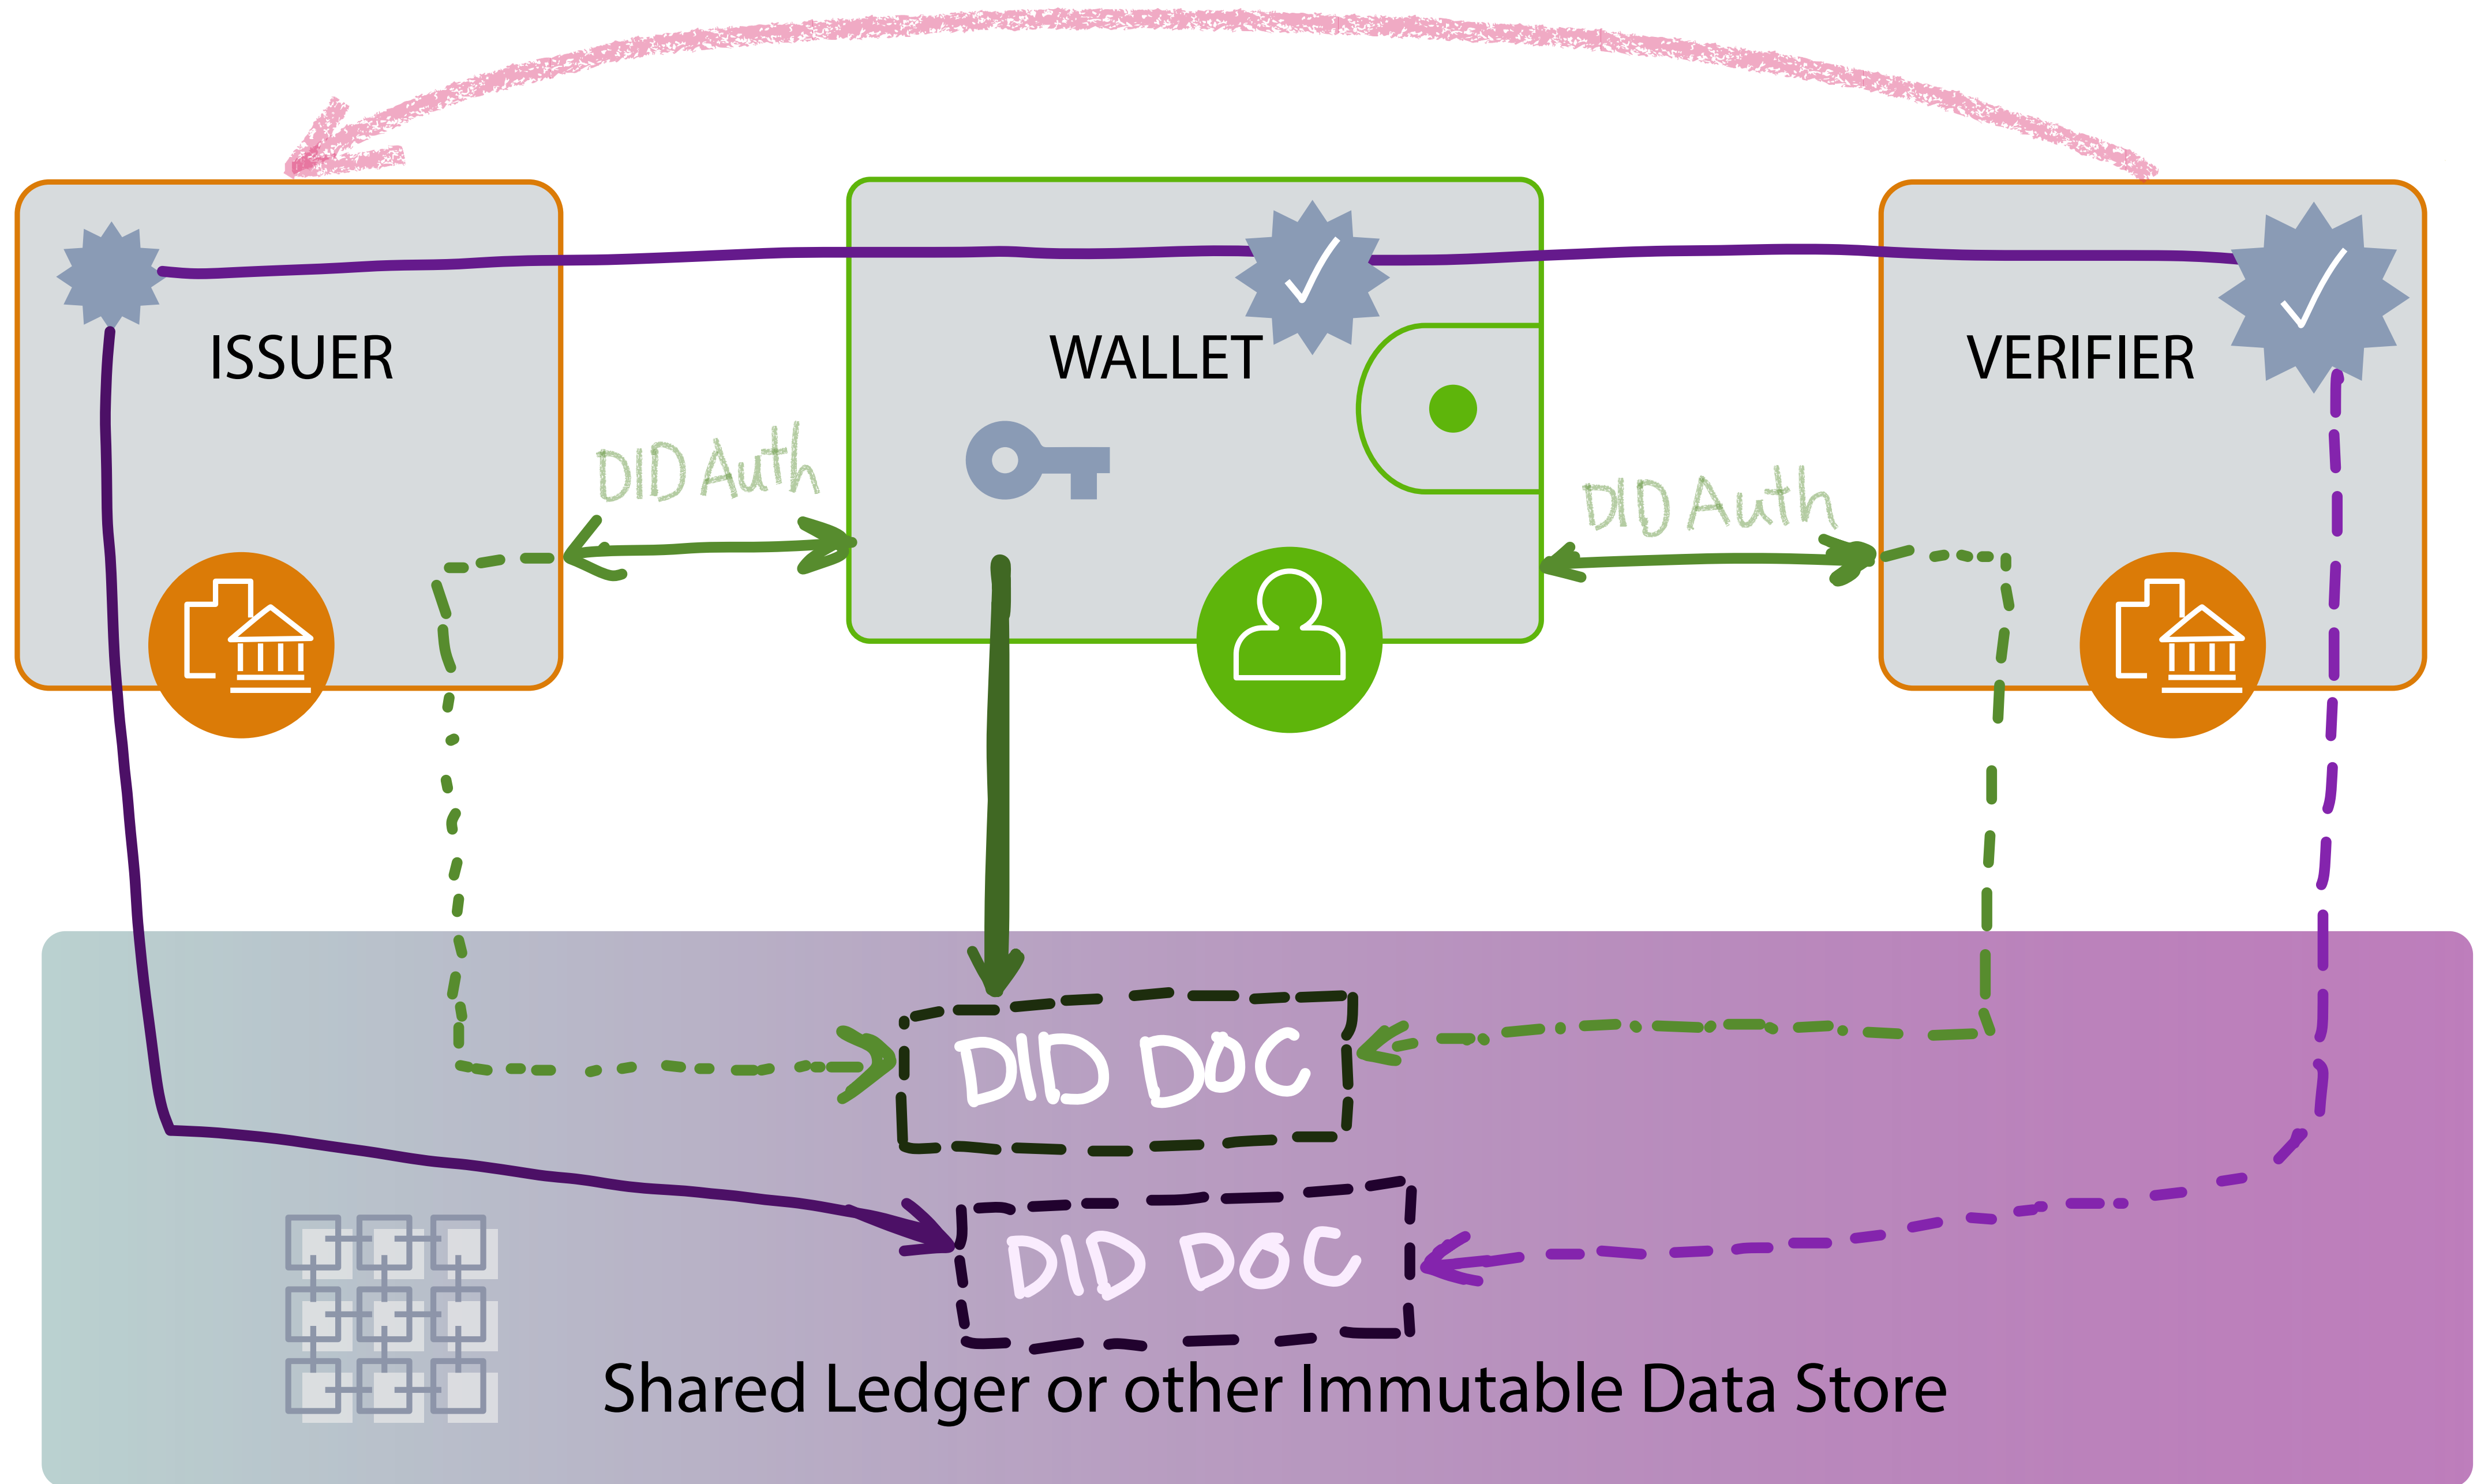 ISSUER
WALLET
VERIFIER
DID Auth
DID Auth
DID DOC
DID DOC
Shared Ledger or other Immutable Data Store